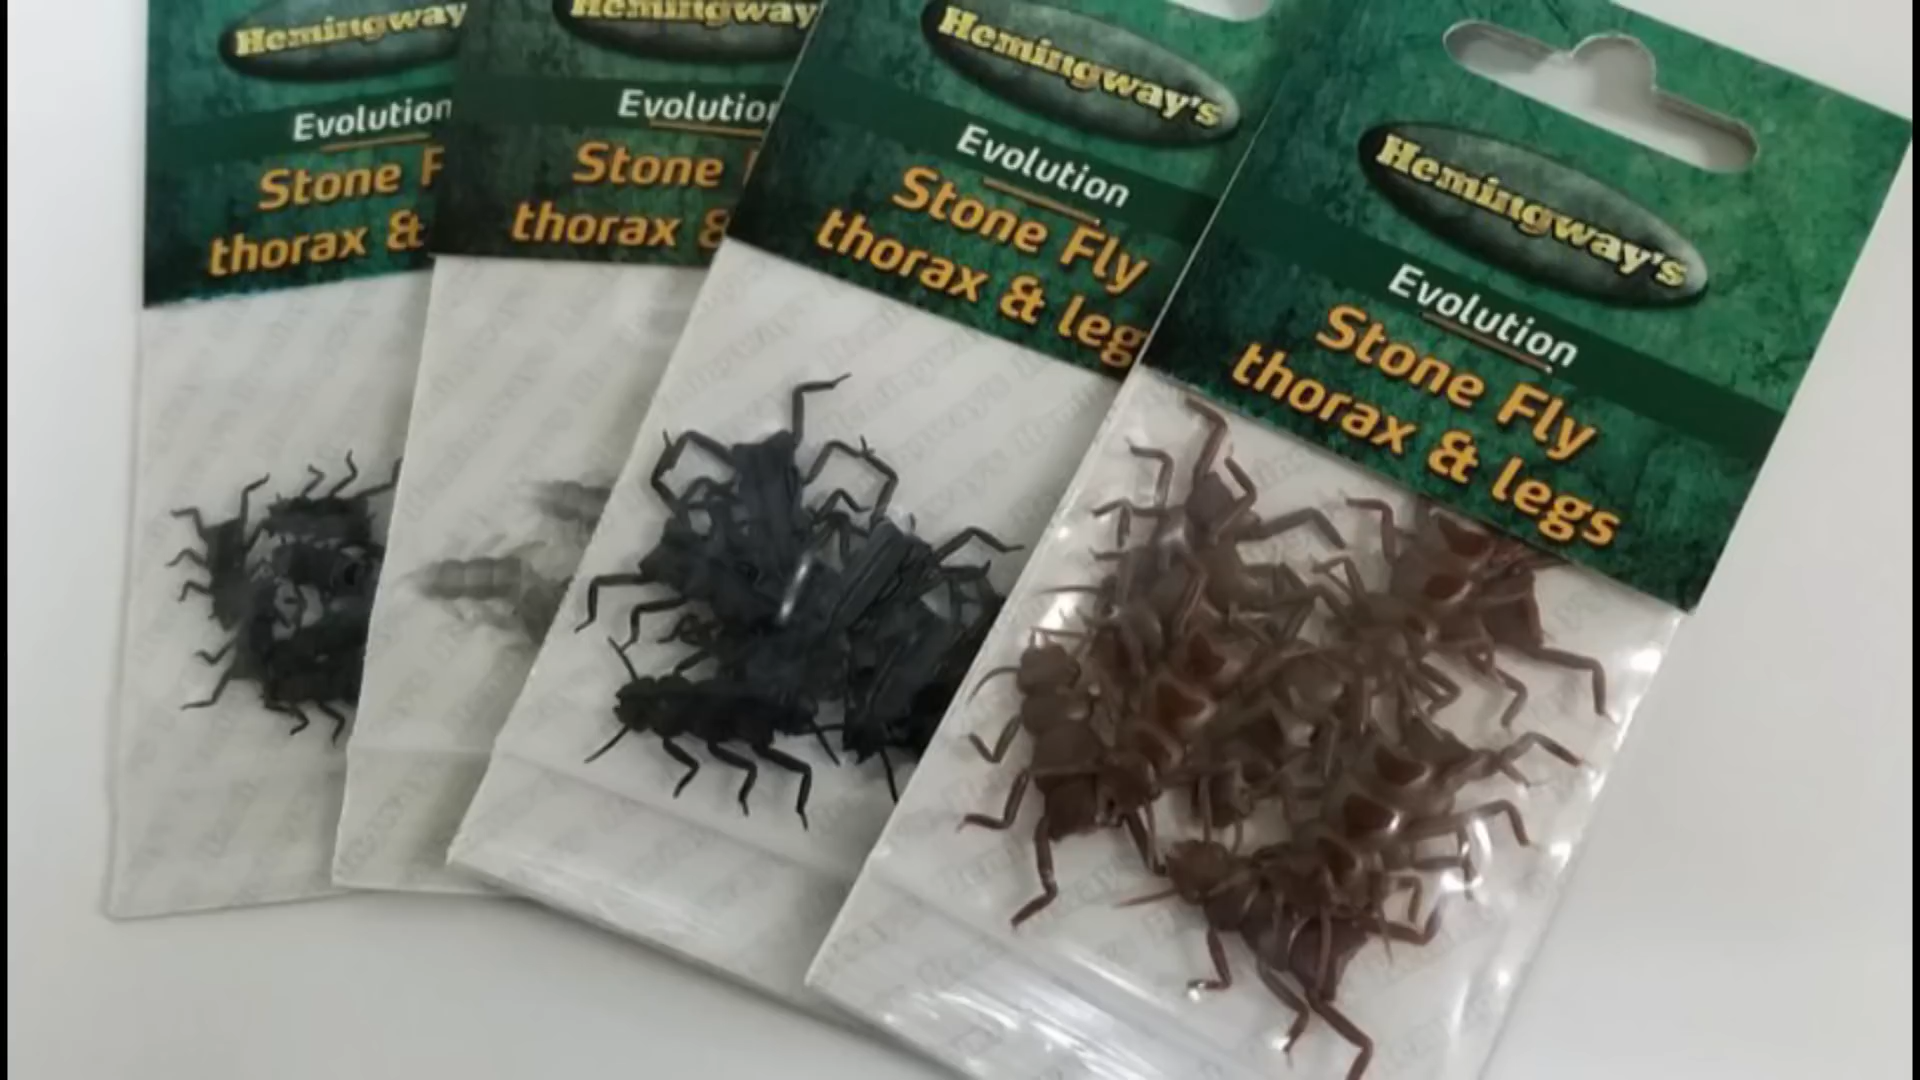 Hemingway
Evolution
Stone F
thorax &
Hemingway
Evolution
Stone
thorax &
Hemingway's
Evolution
Stone Fly
thorax & leg
Hemingway's
Evolution
Stone Fly
thorax & legs